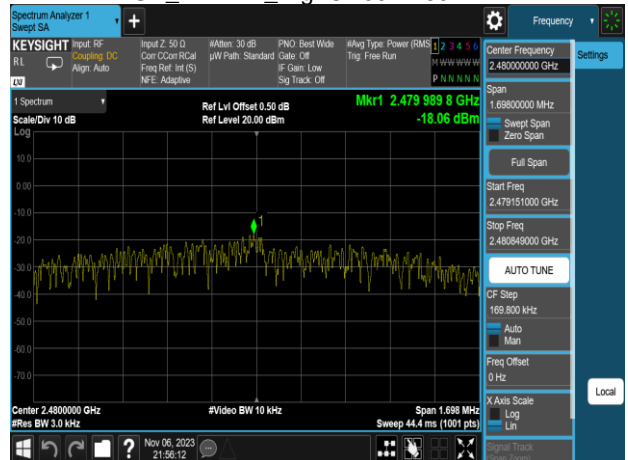 Spectrum Analyzer 1
Swept SA
+
Frequency
KEYSIGHT
RL
LXI
Input: RF
Coupling: DC
Align: Auto
Input Z: 50 Ω
Corr CCorr RCal
Freq Ref: Int (S)
NFE: Adaptive
#Atten: 30 dB
µW Path: Standard
PNO: Best Wide
Gate: Off
IF Gain: Low
Sig Track: Off
#Avg Type: Power (RMS)
Trig: Free Run
1 2 3 4 5 6
M W W W W W
P N N N N N
1 Spectrum
Scale/Div 10 dB
Ref Lvl Offset 0.50 dB
Ref Level 20.00 dBm
Mkr1 2.479 989 8 GHz
-18.06 dBm
Log
10.0
0.00
-10.0
-20.0
-30.0
-40.0
-50.0
-60.0
-70.0
1
Center 2.4800000 GHz
#Res BW 3.0 kHz
#Video BW 10 kHz
Span 1.698 MHz
Sweep 44.4 ms (1001 pts)
Nov 06, 2023
21:56:12
Center Frequency
2.480000000 GHz
Span
1.69800000 MHz
Swept Span
Zero Span
Full Span
Start Freq
2.479151000 GHz
Stop Freq
2.480849000 GHz
AUTO TUNE
CF Step
169.800 kHz
Auto
Man
Freq Offset
0 Hz
X Axis Scale
Log
Lin
Signal Track
(Span Zoom)
Settings
Local